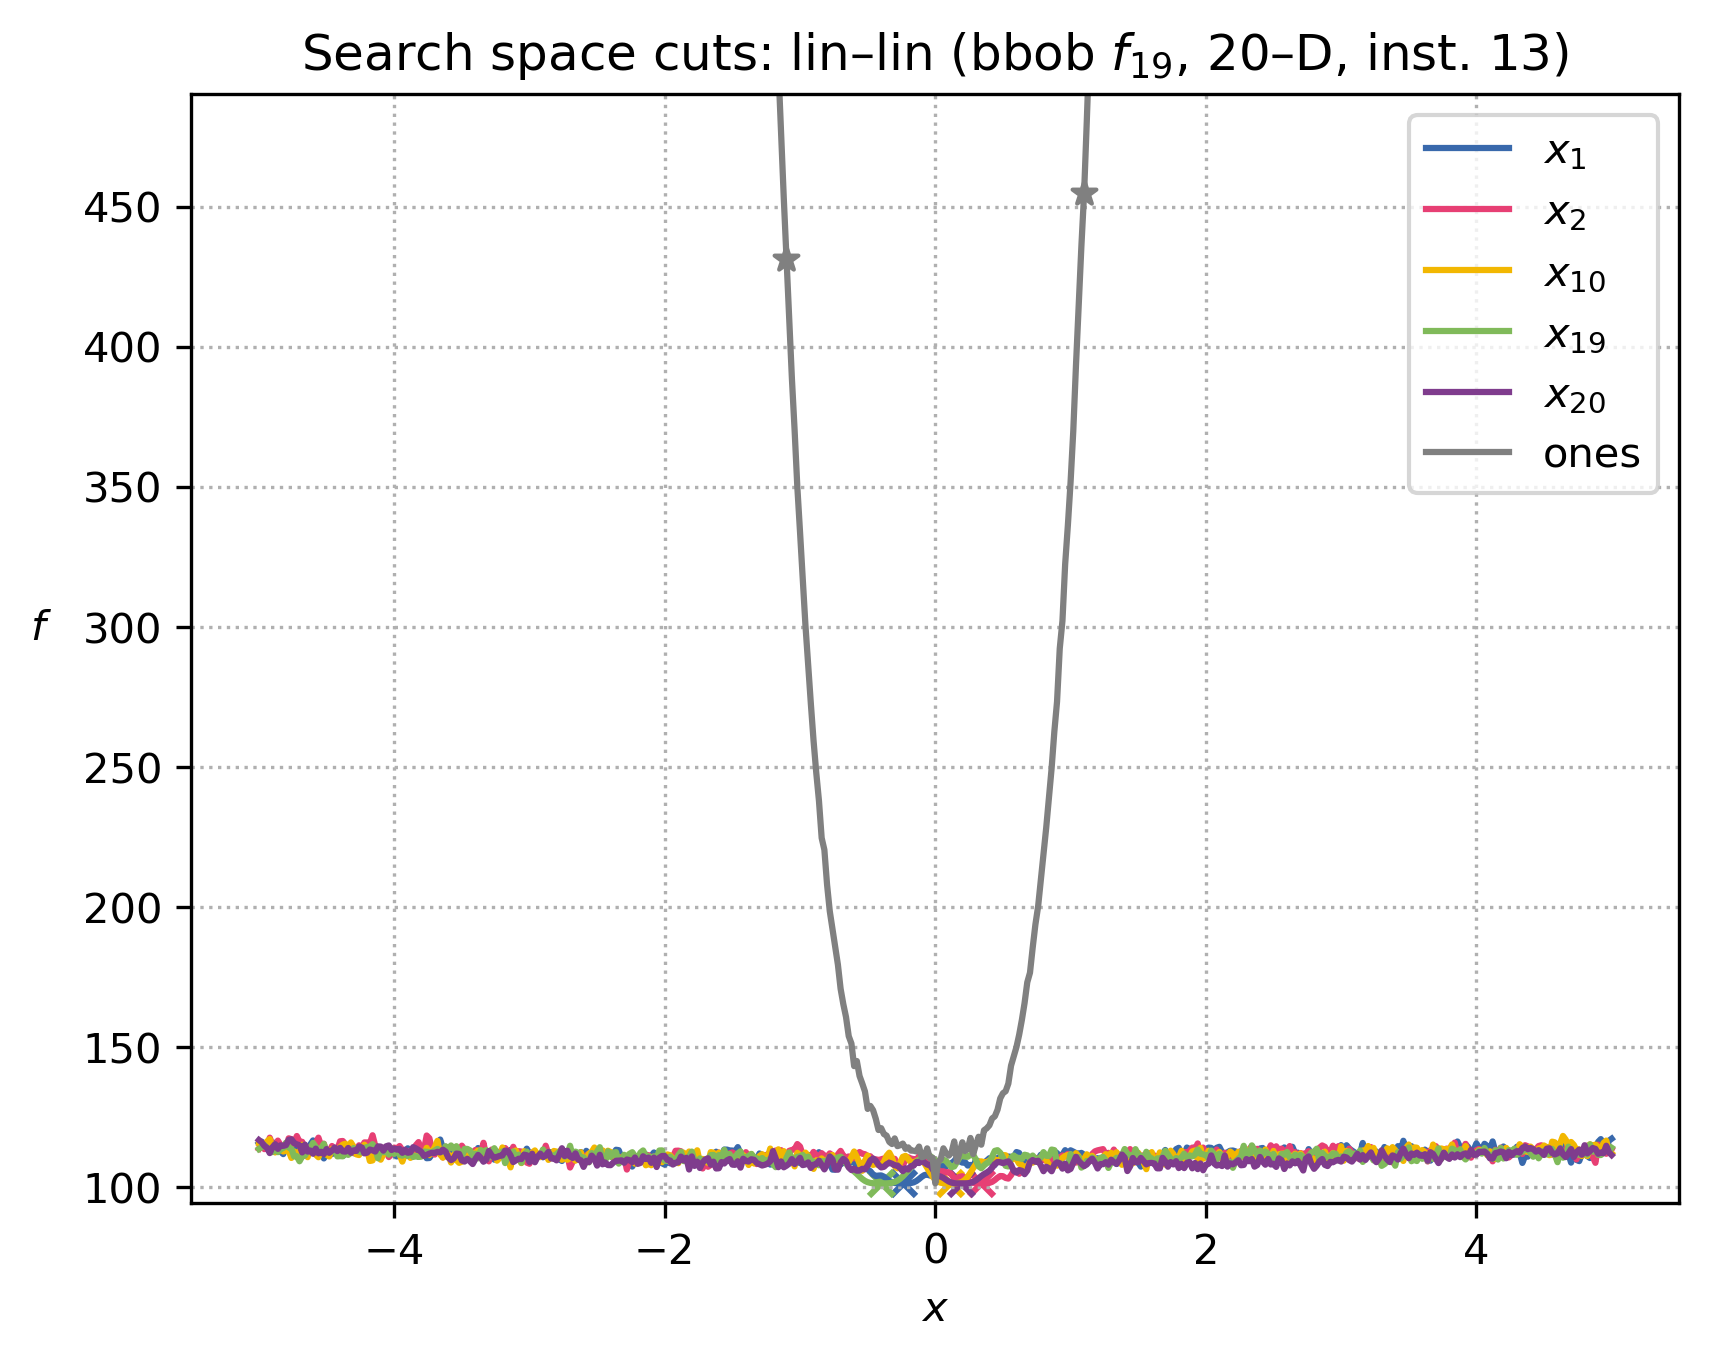 Search space cuts: lin–lin (bbob f₁₉, 20–D, inst. 13)
x₁
x₂
x₁₀
x₁₉
x₂₀
ones
450
400
350
300
250
200
150
100
f
−4
−2
0
2
4
x